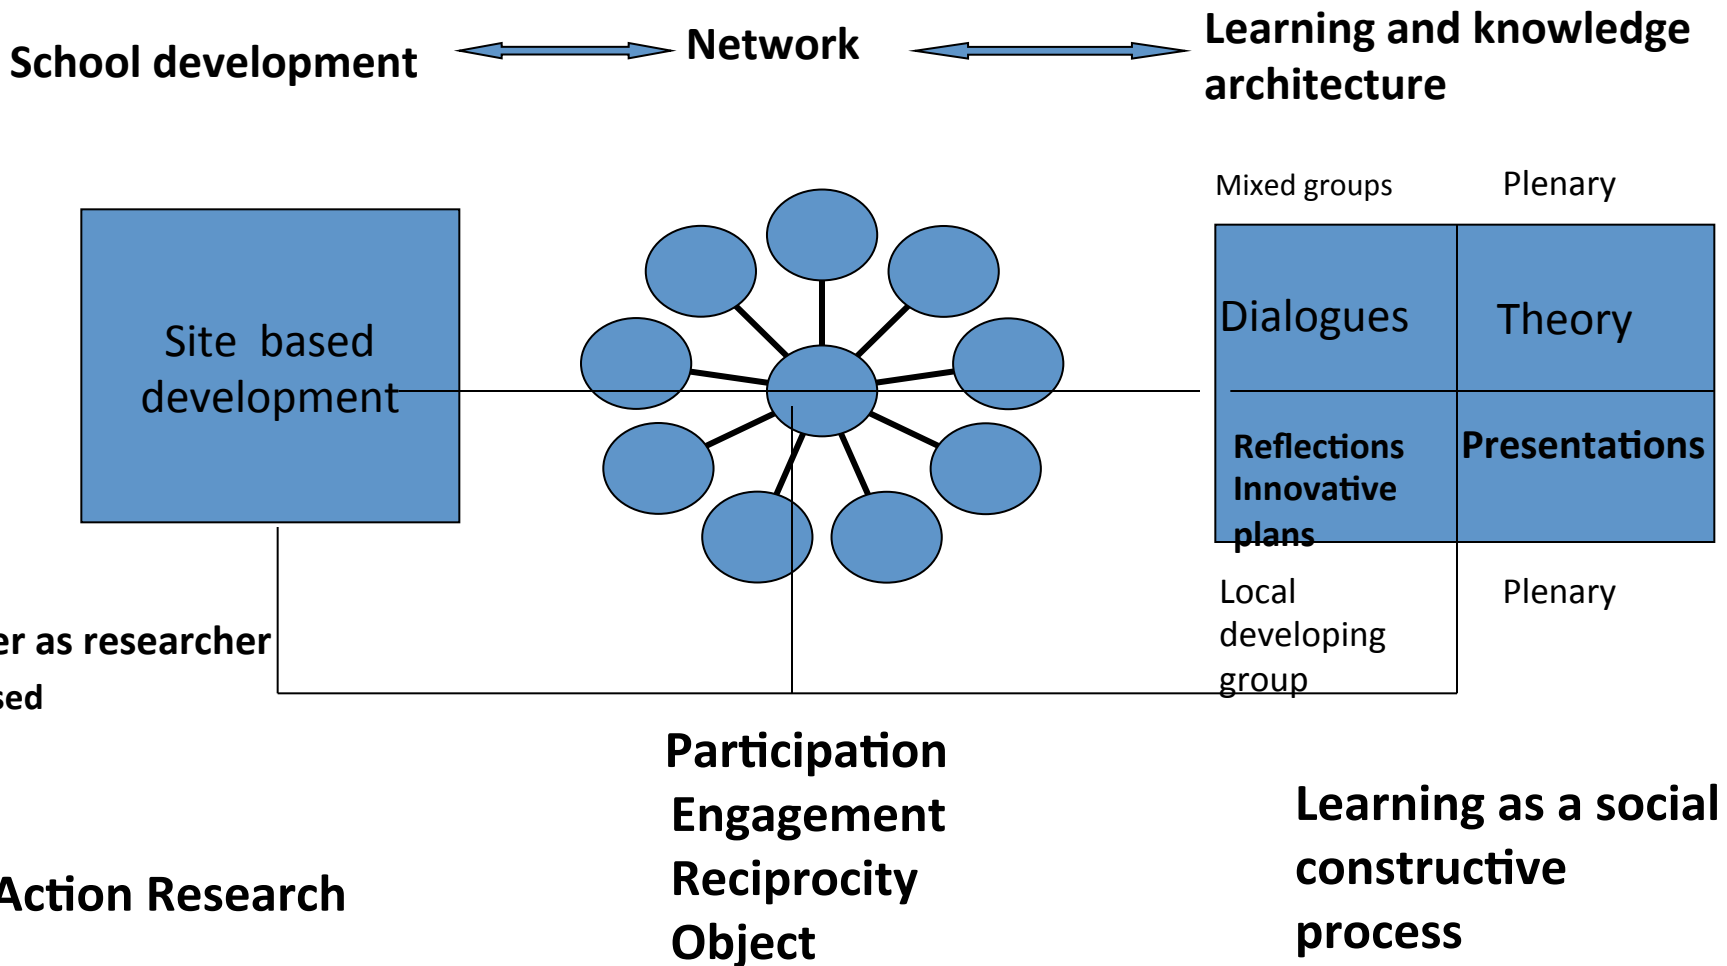 School development
Network
Learning and knowledge
architecture
Mixed groups
Plenary
Site based
development
Dialogues
Theory
Reflections
Innovative
plans
Presentations
Local
developing
group
Plenary
er as researcher
sed
Participation
Engagement
Reciprocity
Object
Action Research
Learning as a social
constructive
process